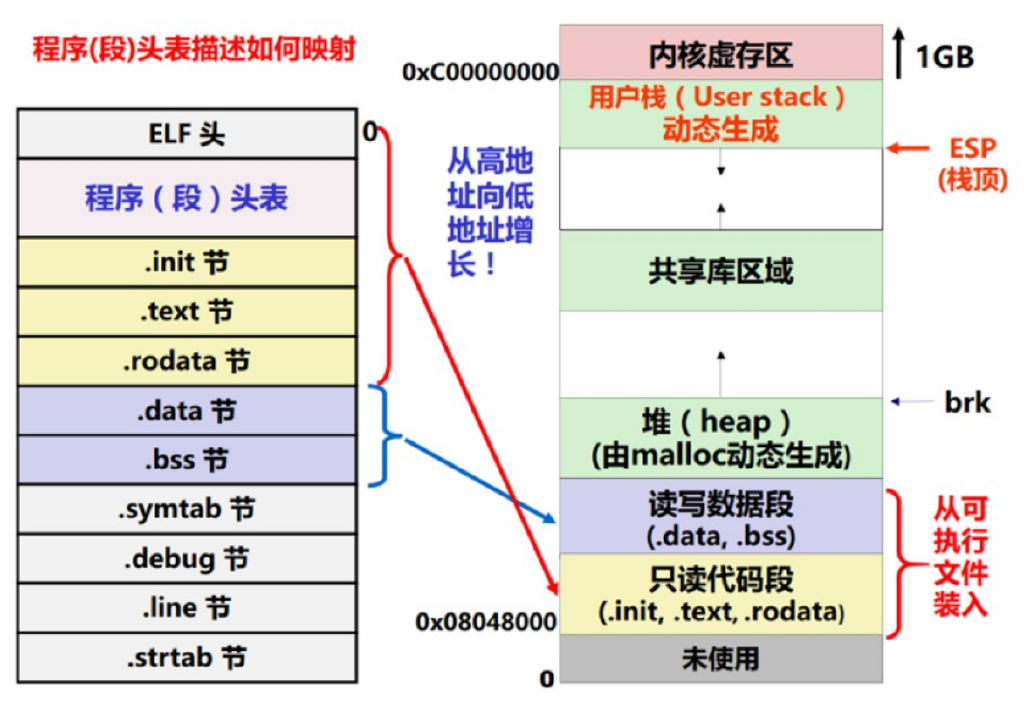 程序(段)头表描述如何映射
ELF 头
程序（段）头表
.init 节
.text 节
.rodata 节
.data 节
.bss 节
.symtab 节
.debug 节
.line 节
.strtab 节
0
从高地
址向低
地址增
长！
0xC00000000
0x08048000
0
内核虚存区
用户栈（User stack）
动态生成
共享库区域
堆（heap）
(由malloc动态生成)
读写数据段
(.data, .bss)
只读代码段
(.init, .text, .rodata)
未使用
1GB
ESP
(栈顶)
brk
从可
执行
文件
装入